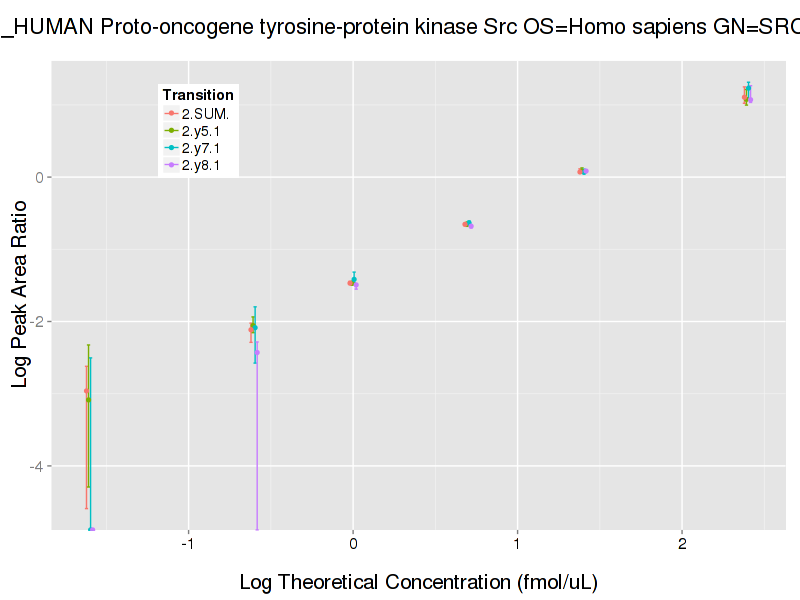 _HUMAN Proto-oncogene tyrosine-protein kinase Src OS=Homo sapiens GN=SRC
Transition
2.SUM.
2.y5.1
2.y7.1
2.y8.1
Log Peak Area Ratio
0
-2
-4
-1 0 1 2
Log Theoretical Concentration (fmol/uL)